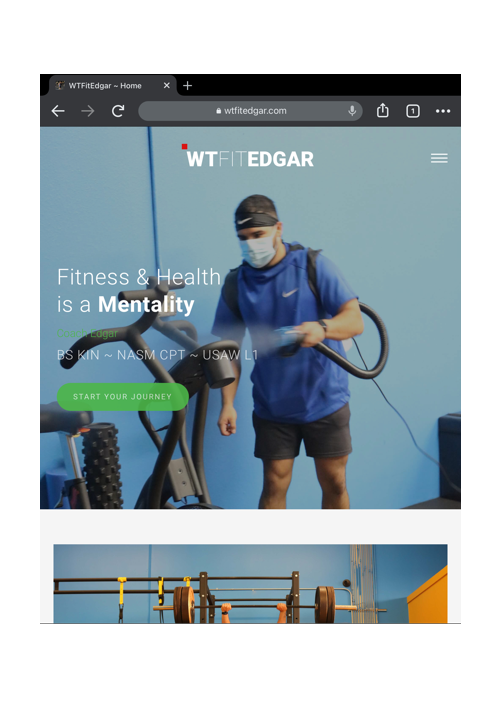 WTFitEdgar – Home
wtfitedgar.com
1
WTFITEDGAR
Fitness & Health
is a Mentality
Edgar
BS KIN ~ NASM CPT ~ USAW L1
START YOUR JOURNEY